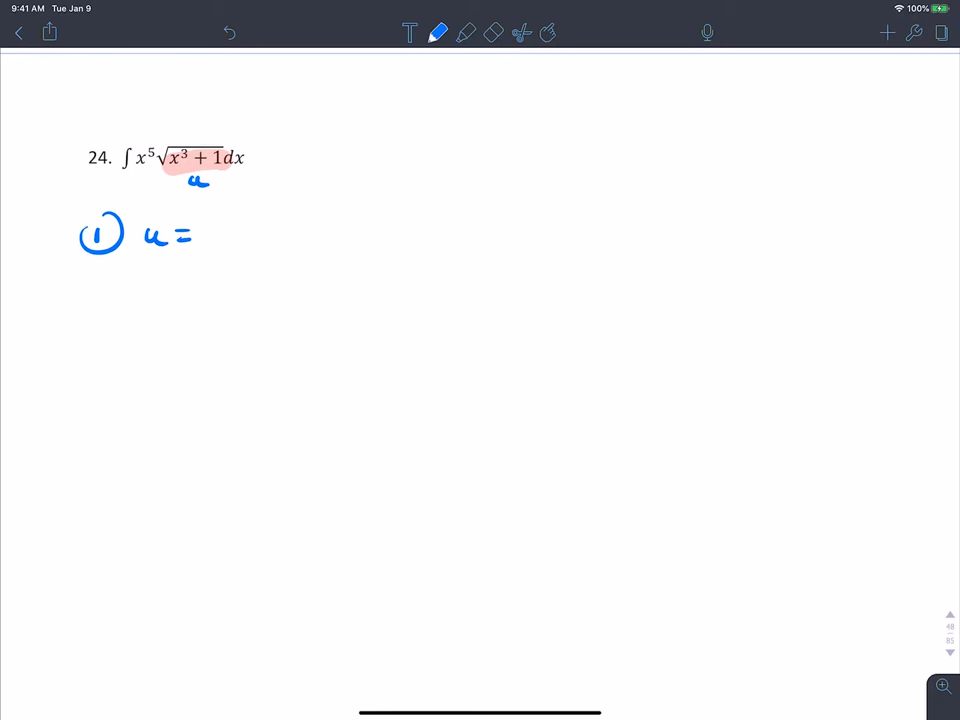 9:41 AM Tue Jan 9
100%
24. ∫ x⁵√(x³ + 1)dx
u
① u =
48
85